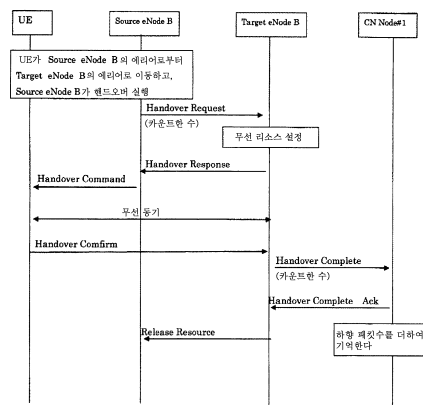 UE
Source eNode B
Target eNode B
CN Node#1
UE가 Source eNode B의 에리어로부터
Target eNode B의 에리어로 이동하고,
Source eNode B가 핸드오버 실행
Handover Request
(카운트한 수)
무선 리소스 설정
Handover Response
Handover Command
무선 동기
Handover Comfirm
Handover Complete
(카운트한 수)
Handover Complete Ack
Release Resource
하향 패킷수를 더하여
기억한다